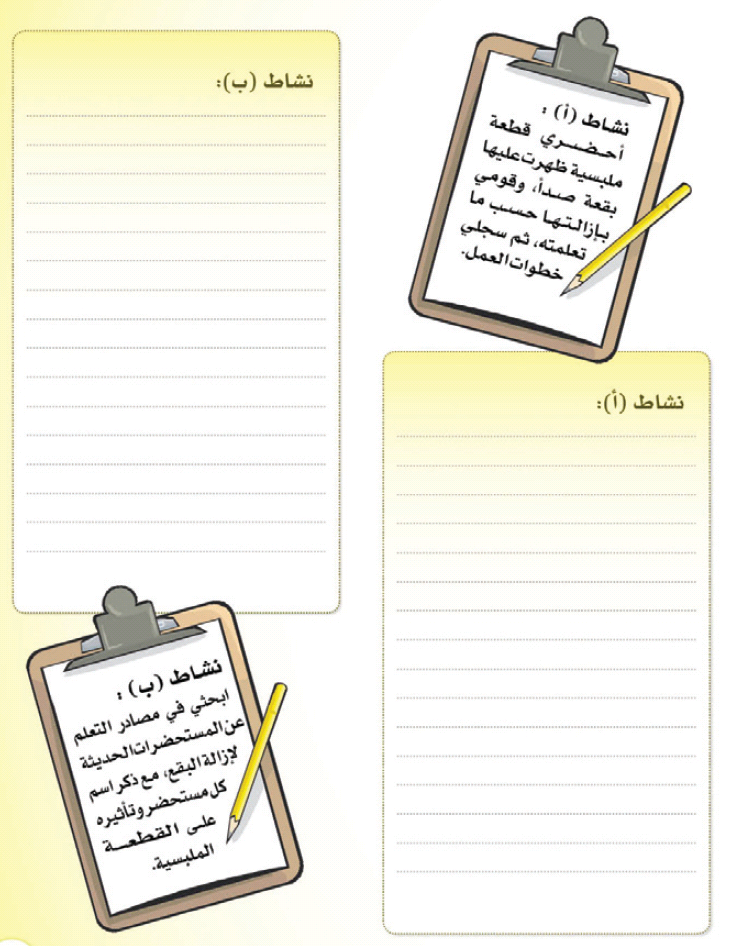 نشاط (أ) :
أحضري قطعة
ملبسية ظهرت عليها
بقعة صدأ، وقومي
بإزالتها حسب ما
تعلمته، ثم سجلي
خطوات العمل.
نشاط (أ):
نشاط (ب):
نشاط (ب) :
ابحثي في مصادر التعلم
عن المستحضرات الحديثة
لإزالة البقع، مع ذكر اسم
كل مستحضر وتأثيره
على القطعة
الملبسية.